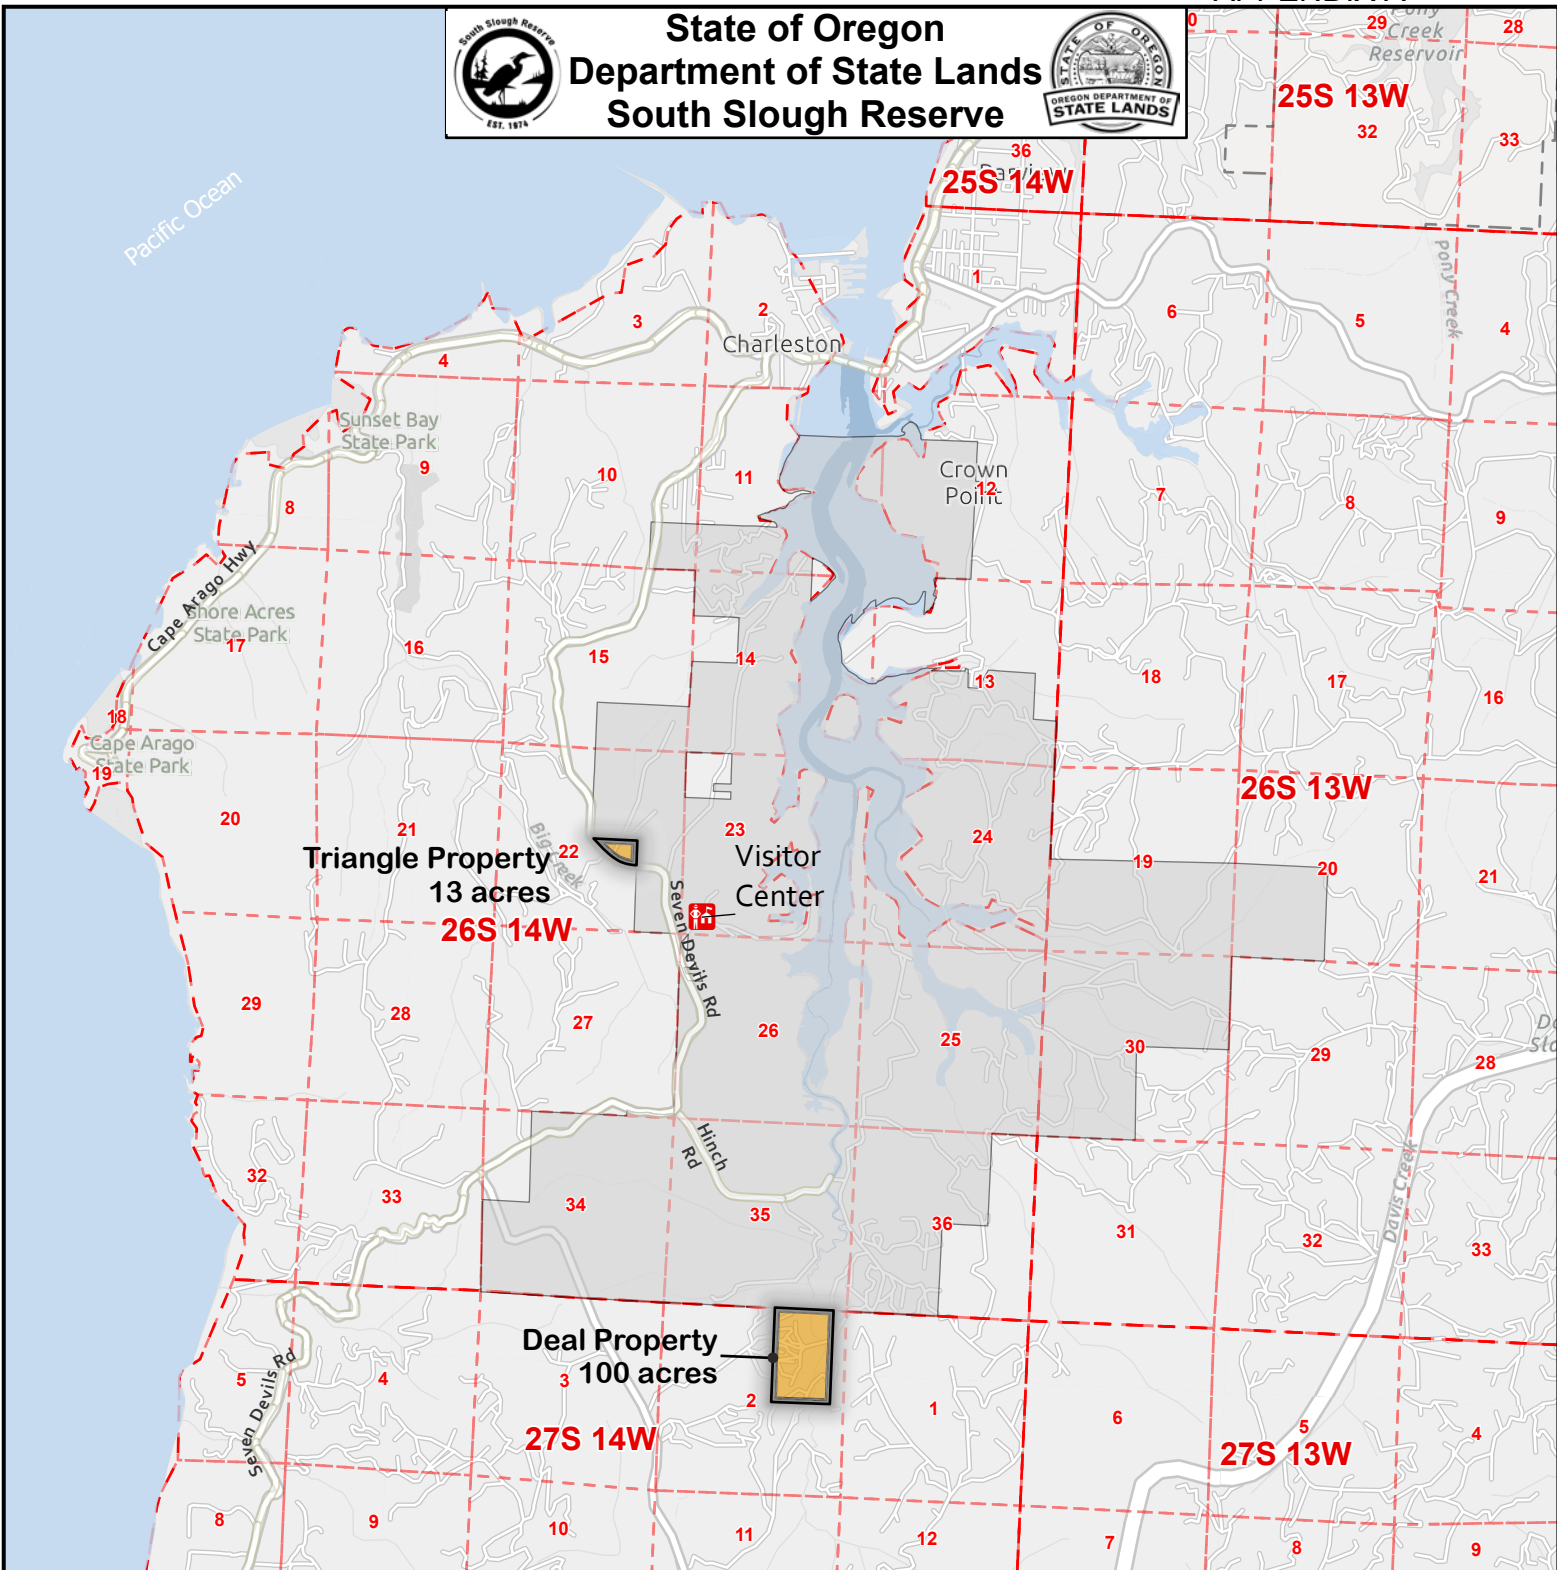 State of Oregon
Department of State Lands
South Slough Reserve
South Slough Reserve
EST. 1974
STATE OF OREGON
OREGON DEPARTMENT OF
STATE LANDS
Pony
Creek
Reservoir
29
28
25S 13W
32
33
36
25S 14W
Pacific Ocean
Pony Creek
1
2
3
4
6
5
4
Charleston
Sunset Bay
State Park
8
9
10
11
Crown
Point
12
7
8
9
Cape Arago Hwy
Shore Acres
State Park
17
16
15
14
13
18
17
16
18
Cape Arago
State Park
19
20
21
Big Creek
22
23
24
19
20
21
26S 13W
Triangle Property
13 acres
26S 14W
Visitor
Center
Seven Devils Rd
29
28
27
26
25
30
29
28
32
33
34
35
36
31
32
33
Hinch
Rd
Davis Creek
Deal Property
100 acres
Seven Devils Rd
5
4
3
2
1
6
5
4
27S 14W
27S 13W
8
9
10
11
12
7
8
9